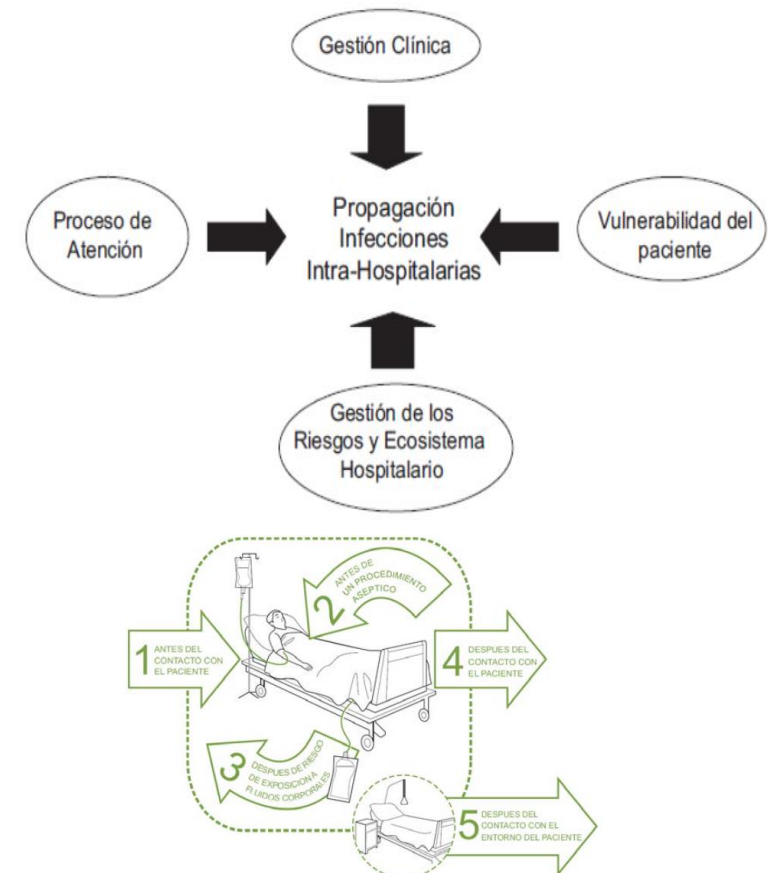 Gestión Clínica
Proceso de
Atención
Propagación
Infecciones
Intra-Hospitalarias
Vulnerabilidad del
paciente
Gestión de los
Riesgos y Ecosistema
Hospitalario
1 ANTES DEL
CONTACTO CON
EL PACIENTE
2 ANTES DE
UN PROCEDIMIENTO
ASEPTICO
3 DESPUES DE RIESGO
DE EXPOSICION A
FLUIDOS CORPORALES
4 DESPUES DEL
CONTACTO CON
EL PACIENTE
5 DESPUES DEL
CONTACTO CON EL
ENTORNO DEL PACIENTE